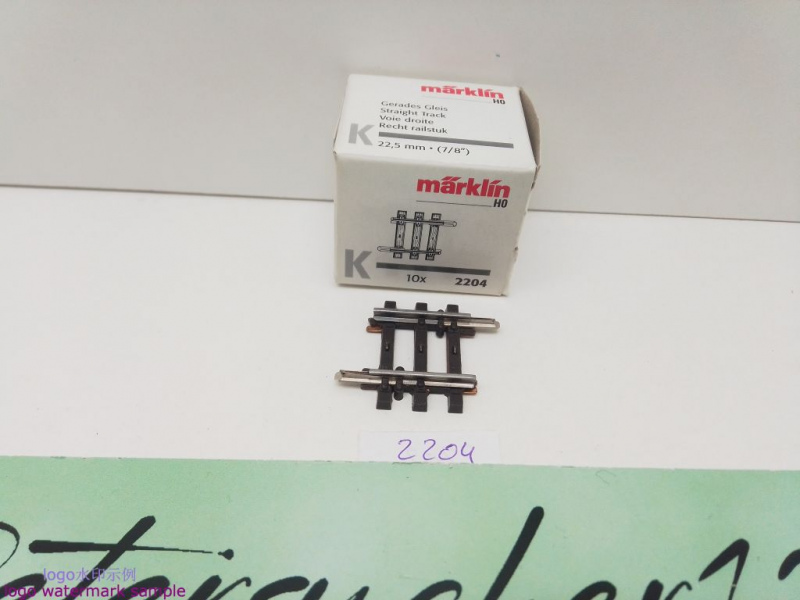 märklin
H0
Gerades Gleis
Straight Track
Voie droite
Recht railstuk
K
22,5 mm • (7/8")
märklin
H0
K
10x 2204
2204
logo水印示例
logo watermark sample